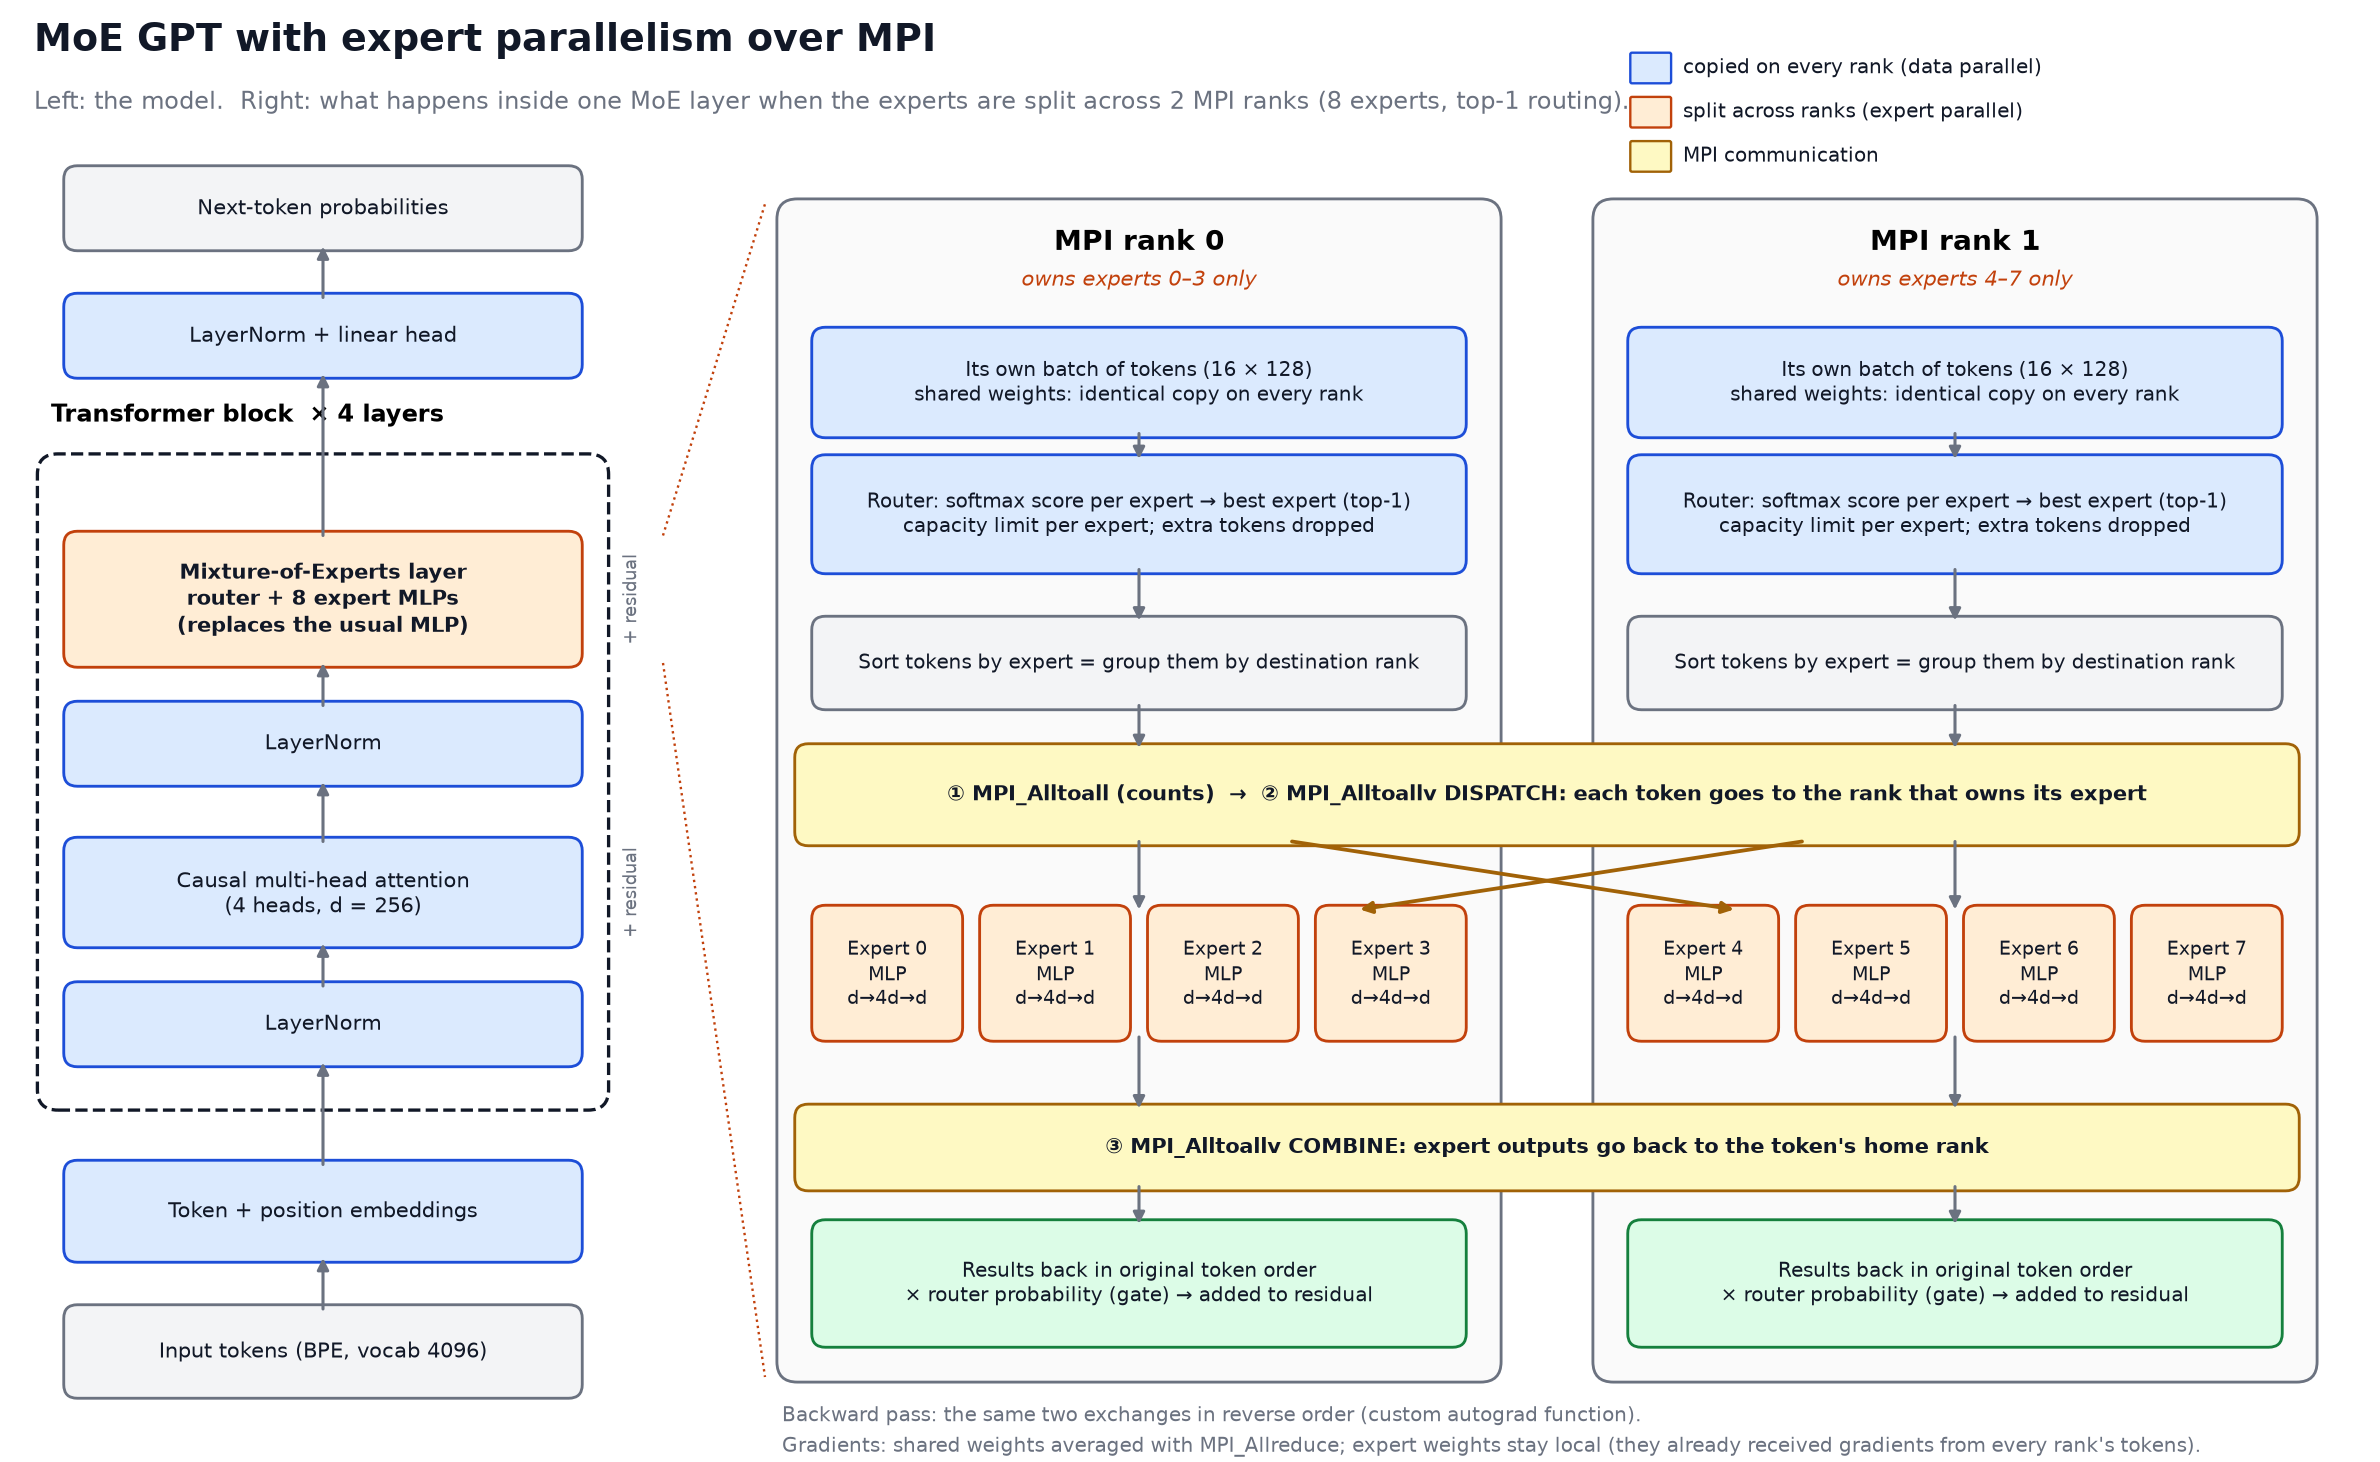 MoE GPT with expert parallelism over MPI
Left: the model.  Right: what happens inside one MoE layer when the experts are split across 2 MPI ranks (8 experts, top-1 routing).
copied on every rank (data parallel)
split across ranks (expert parallel)
MPI communication
Next-token probabilities
LayerNorm + linear head
Transformer block × 4 layers
Mixture-of-Experts layer
router + 8 expert MLPs
(replaces the usual MLP)
+ residual
LayerNorm
Causal multi-head attention
(4 heads, d = 256)
+ residual
LayerNorm
Token + position embeddings
Input tokens (BPE, vocab 4096)
MPI rank 0
owns experts 0–3 only
Its own batch of tokens (16 × 128)
shared weights: identical copy on every rank
Router: softmax score per expert → best expert (top-1)
capacity limit per expert; extra tokens dropped
Sort tokens by expert = group them by destination rank
MPI rank 1
owns experts 4–7 only
Its own batch of tokens (16 × 128)
shared weights: identical copy on every rank
Router: softmax score per expert → best expert (top-1)
capacity limit per expert; extra tokens dropped
Sort tokens by expert = group them by destination rank
① MPI_Alltoall (counts) → ② MPI_Alltoallv DISPATCH: each token goes to the rank that owns its expert
Expert 0
MLP
d→4d→d
Expert 1
MLP
d→4d→d
Expert 2
MLP
d→4d→d
Expert 3
MLP
d→4d→d
Expert 4
MLP
d→4d→d
Expert 5
MLP
d→4d→d
Expert 6
MLP
d→4d→d
Expert 7
MLP
d→4d→d
③ MPI_Alltoallv COMBINE: expert outputs go back to the token's home rank
Results back in original token order
× router probability (gate) → added to residual
Results back in original token order
× router probability (gate) → added to residual
Backward pass: the same two exchanges in reverse order (custom autograd function).
Gradients: shared weights averaged with MPI_Allreduce; expert weights stay local (they already received gradients from every rank's tokens).